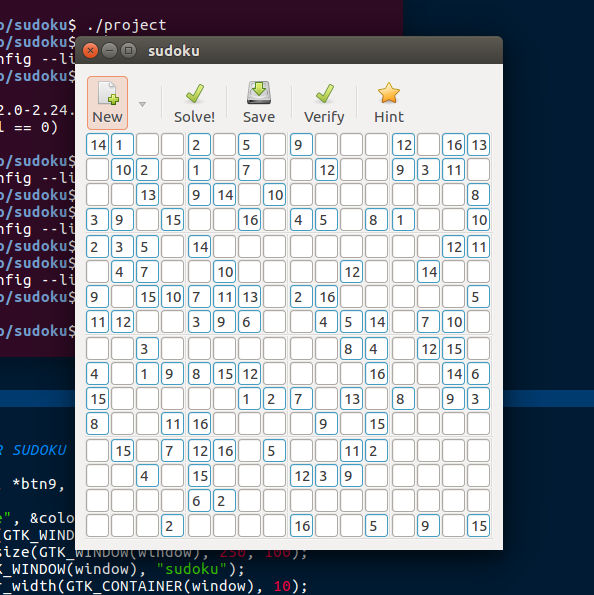 o/sudoku$ ./project
o/sudoku$
nfig --li
o/sudoku$
2.0-2.24.
l == 0)
o/sudoku$
nfig --li
o/sudoku$
o/sudoku$
nfig --li
o/sudoku$
o/sudoku$
nfig --li
o/sudoku$
sudoku
New Solve! Save Verify Hint
14 1 2 5 9 12 16 13
10 2 1 7 12 9 3 11
13 9 14 10 8
3 9 15 16 4 5 8 1 10
2 3 5 14 12 11
4 7 10 12 14
9 15 10 7 11 13 2 16 5
11 12 3 9 6 4 5 14 7 10
3 8 4 12 15
4 1 9 8 15 12 16 14 6
15 1 2 7 13 8 9 3
8 11 16 9 15
15 7 12 16 5 11 2
4 15 12 3 9
6 2
2 16 5 9 15
R SUDOKU
*btn9,
e", &colo
(GTK_WIND
size(GTK_WINDOW(window), 250, 100);
K_WINDOW(window), "sudoku");
r_width(GTK_CONTAINER(window), 10);